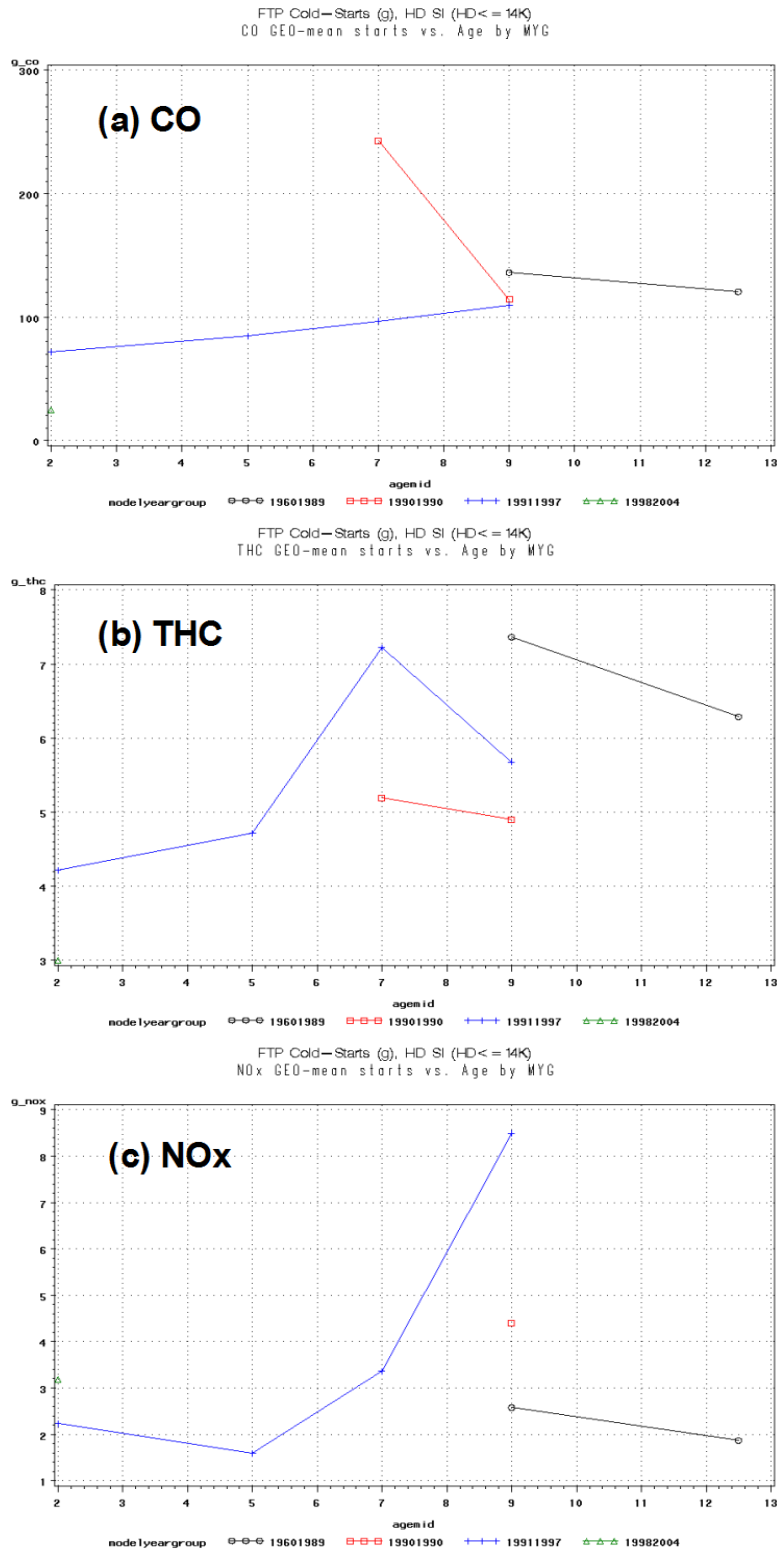 FTP Cold-Starts (g), HD SI (HD<=14K)
CO GEO-mean starts vs. Age by MYG
g_co
300
(a) CO
200
100
0
2 3 4 5 6 7 8 9 10 11 12 13
agemid
modelyeargroup 19601989 19901990 19911997 19982004
FTP Cold-Starts (g), HD SI (HD<=14K)
THC GEO-mean starts vs. Age by MYG
g_thc
8
(b) THC
7
6
5
4
3
2 3 4 5 6 7 8 9 10 11 12 13
agemid
modelyeargroup 19601989 19901990 19911997 19982004
FTP Cold-Starts (g), HD SI (HD<=14K)
NOx GEO-mean starts vs. Age by MYG
g_nox
9
(c) NOx
8
7
6
5
4
3
2
1
2 3 4 5 6 7 8 9 10 11 12 13
agemid
modelyeargroup 19601989 19901990 19911997 19982004